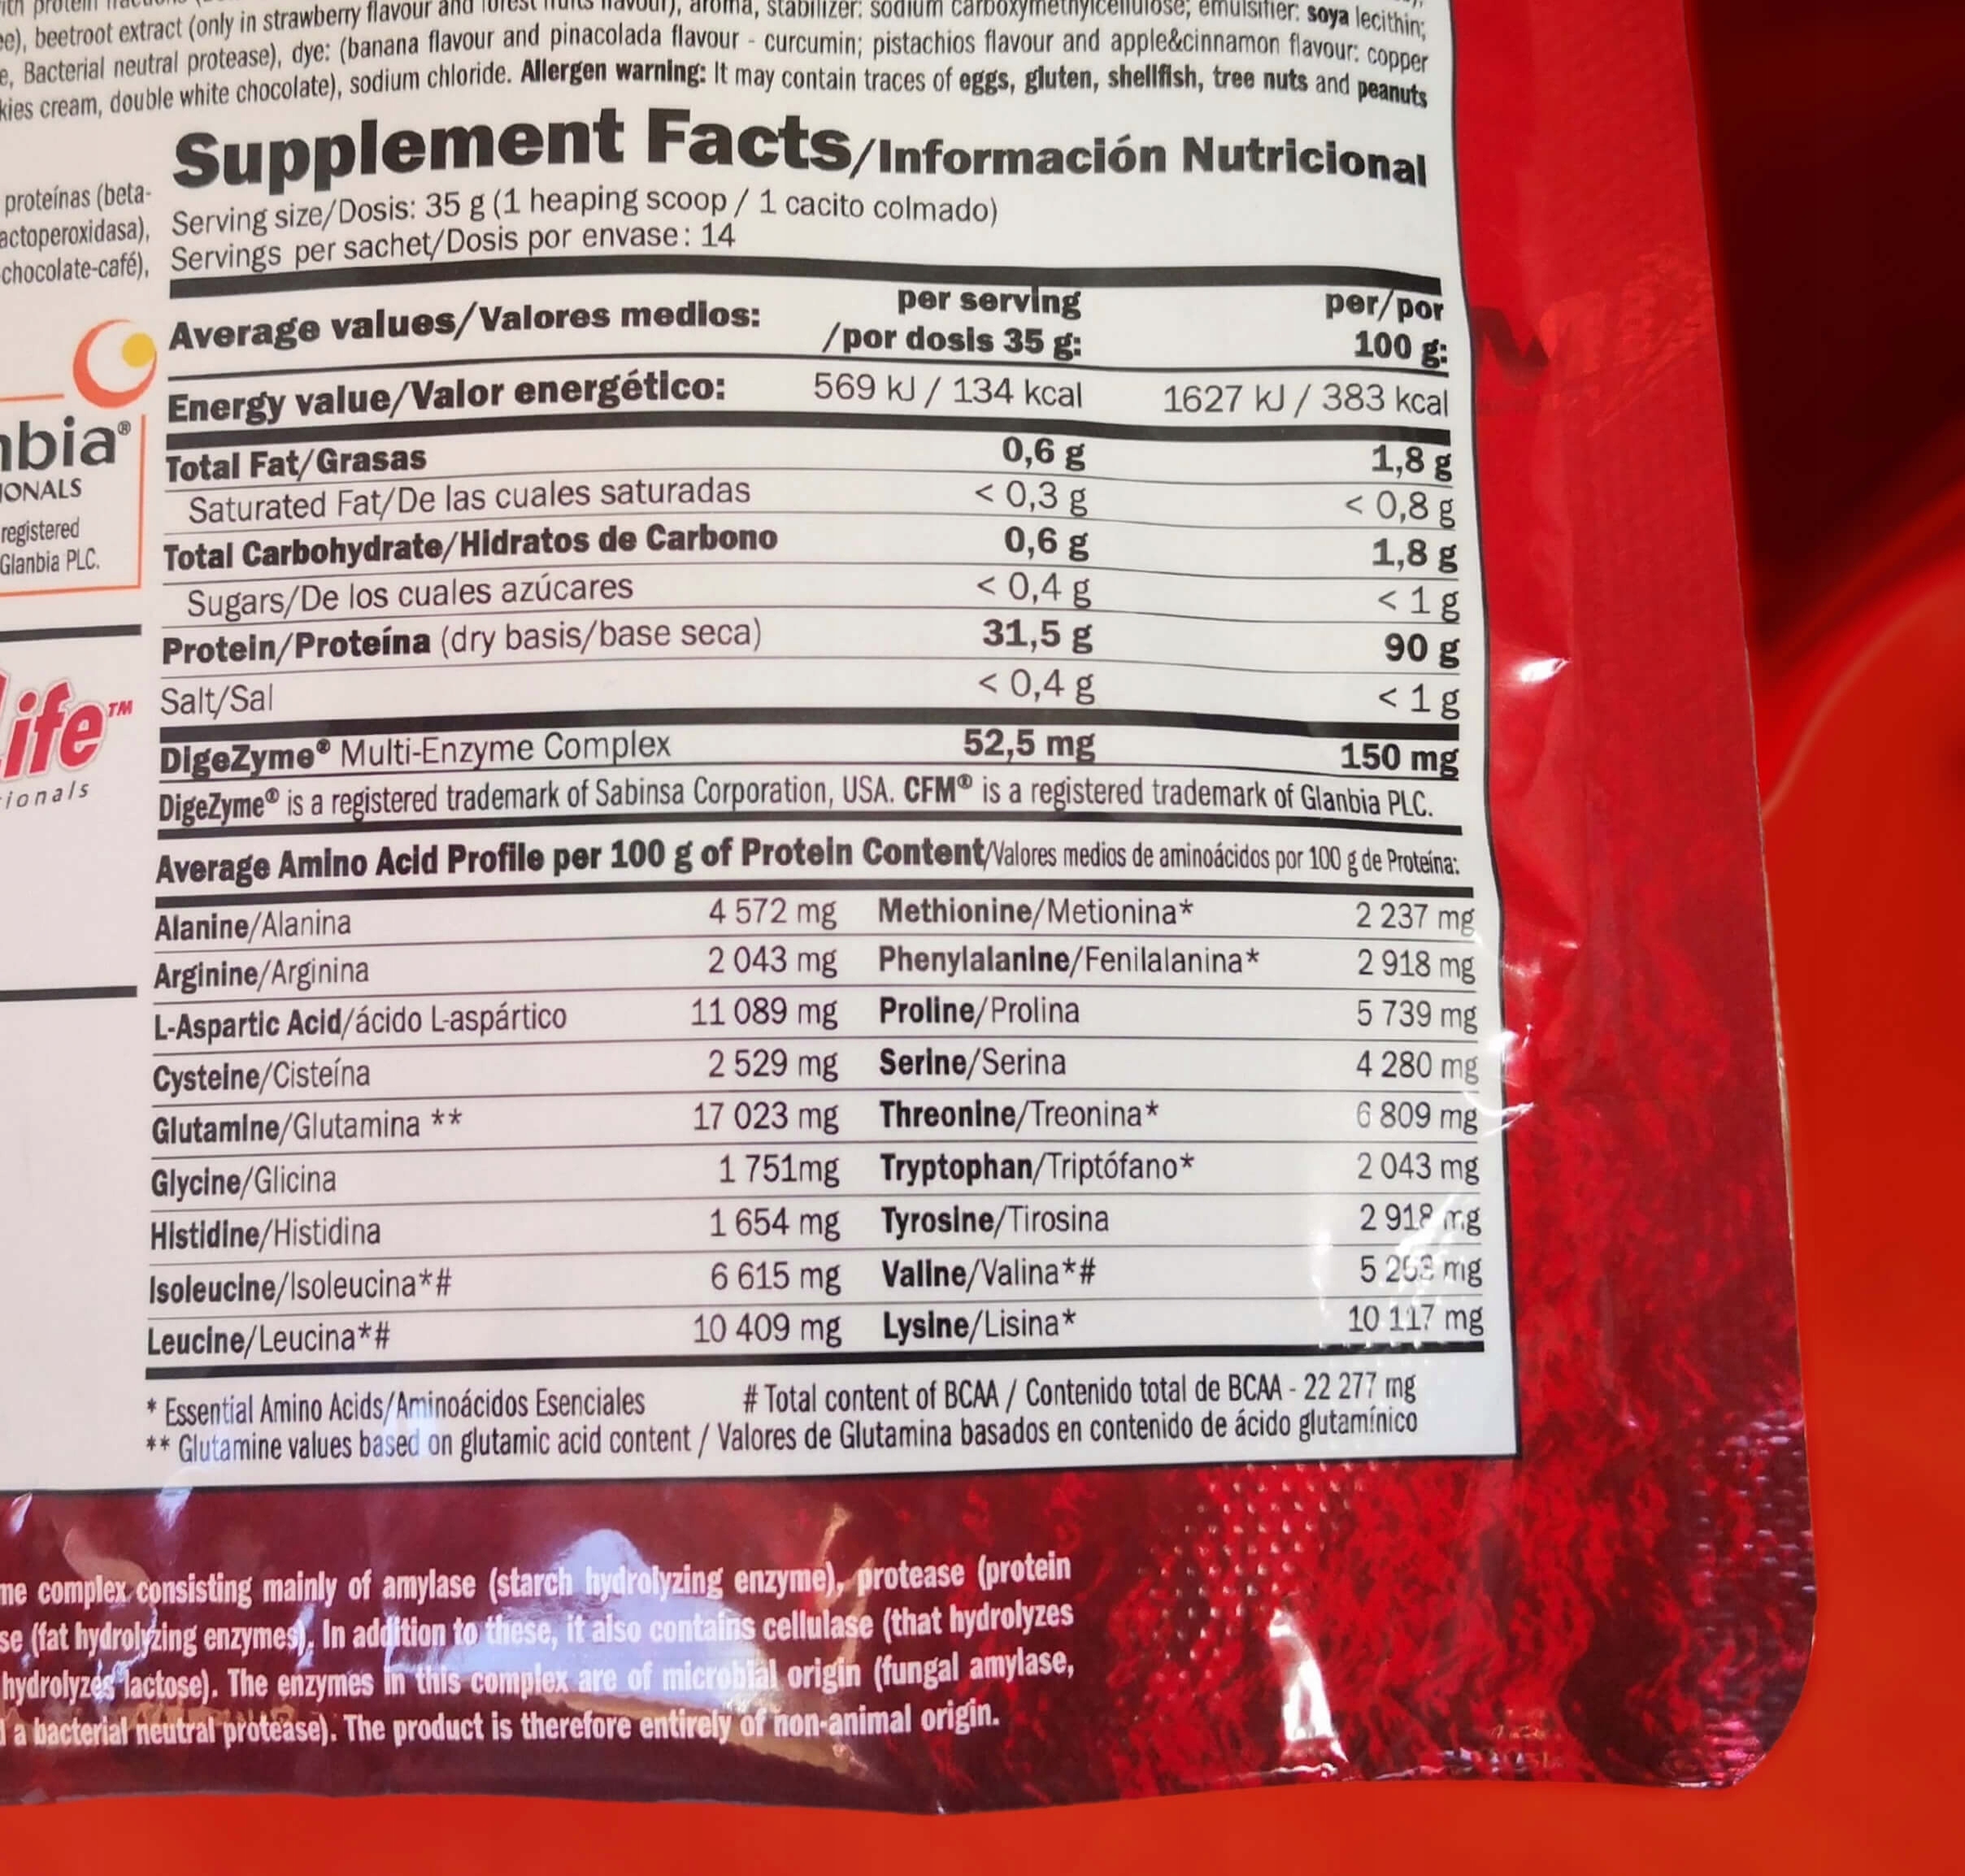 beetroot extract (only in strawberry flavour and forest fruits flavour), aroma, stabilizer: sodium carboxymethylcellulose; emulsifier: soya lecithin;
Bacterial neutral protease), dye: (banana flavour and pinacolada flavour - curcumin; pistachios flavour and apple&cinnamon flavour: copper
cream, double white chocolate), sodium chloride. Allergen warning: It may contain traces of eggs, gluten, shellfish, tree nuts and peanuts
proteínas (beta-
actoperoxidasa),
chocolate-café),
nbia®
IONALS
registered
Glanbia PLC.
Life™
ionals
Supplement Facts/Información Nutricional
Serving size/Dosis: 35 g (1 heaping scoop / 1 cacito colmado)
Servings per sachet/Dosis por envase: 14
Average values/Valores medios: per serving /por dosis 35 g: per/por 100 g:
Energy value/Valor energético: 569 kJ / 134 kcal 1627 kJ / 383 kcal
Total Fat/Grasas 0,6 g 1,8 g
Saturated Fat/De las cuales saturadas < 0,3 g < 0,8 g
Total Carbohydrate/Hidratos de Carbono 0,6 g 1,8 g
Sugars/De los cuales azúcares < 0,4 g < 1 g
Protein/Proteína (dry basis/base seca) 31,5 g 90 g
Salt/Sal < 0,4 g < 1 g
DigeZyme® Multi-Enzyme Complex 52,5 mg 150 mg
DigeZyme® is a registered trademark of Sabinsa Corporation, USA. CFM® is a registered trademark of Glanbia PLC.
Average Amino Acid Profile per 100 g of Protein Content/Valores medios de aminoácidos por 100 g de Proteína:
Alanine/Alanina 4 572 mg Methionine/Metionina* 2 237 mg
Arginine/Arginina 2 043 mg Phenylalanine/Fenilalanina* 2 918 mg
L-Aspartic Acid/ácido L-aspártico 11 089 mg Proline/Prolina 5 739 mg
Cysteine/Cisteína 2 529 mg Serine/Serina 4 280 mg
Glutamine/Glutamina ** 17 023 mg Threonine/Treonina* 6 809 mg
Glycine/Glicina 1 751mg Tryptophan/Triptófano* 2 043 mg
Histidine/Histidina 1 654 mg Tyrosine/Tirosina 2 918 mg
Isoleucine/Isoleucina*# 6 615 mg Valine/Valina*# 5 253 mg
Leucine/Leucina*# 10 409 mg Lysine/Lisina* 10 117 mg
* Essential Amino Acids/Aminoácidos Esenciales # Total content of BCAA / Contenido total de BCAA - 22 277 mg
** Glutamine values based on glutamic acid content / Valores de Glutamina basados en contenido de ácido glutamínico
me complex consisting mainly of amylase (starch hydrolyzing enzyme), protease (protein
se (fat hydrolyzing enzymes). In addition to these, it also contains cellulase (that hydrolyzes
hydrolyzes lactose). The enzymes in this complex are of microbial origin (fungal amylase,
a bacterial neutral protease). The product is therefore entirely of non-animal origin.